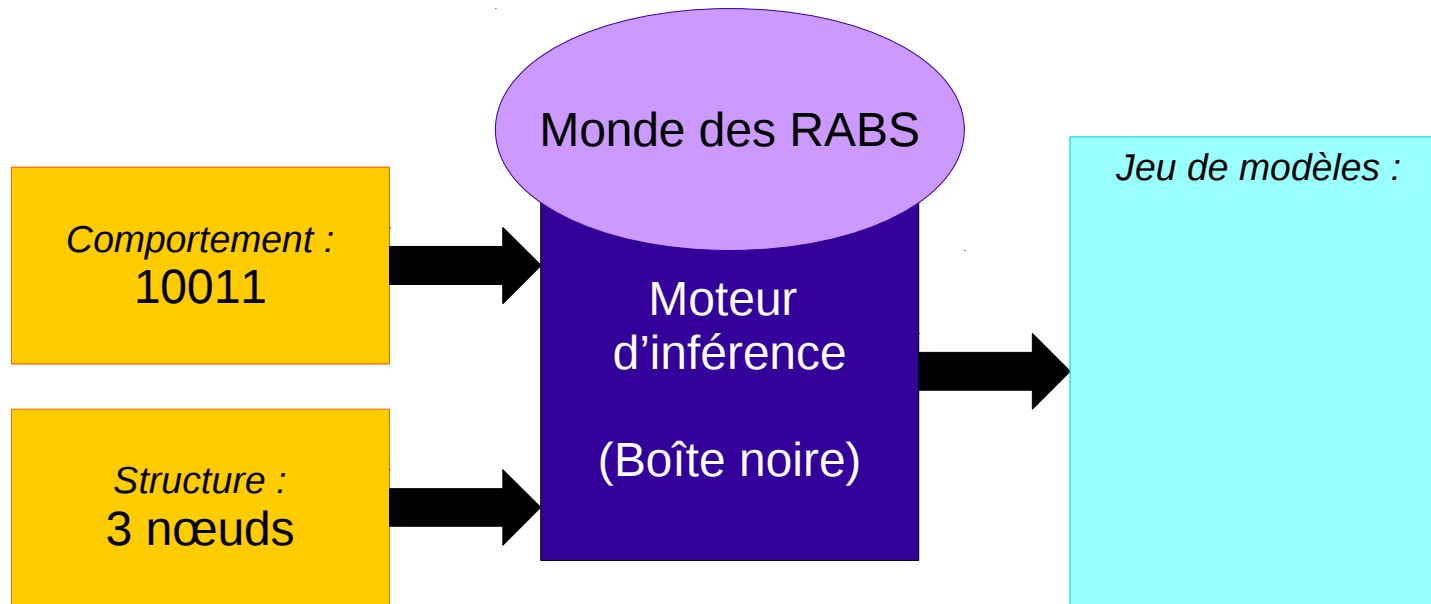 Monde des RABS
Comportement :
10011
Structure :
3 nœuds
Moteur
d’inférence
(Boîte noire)
Jeu de modèles :